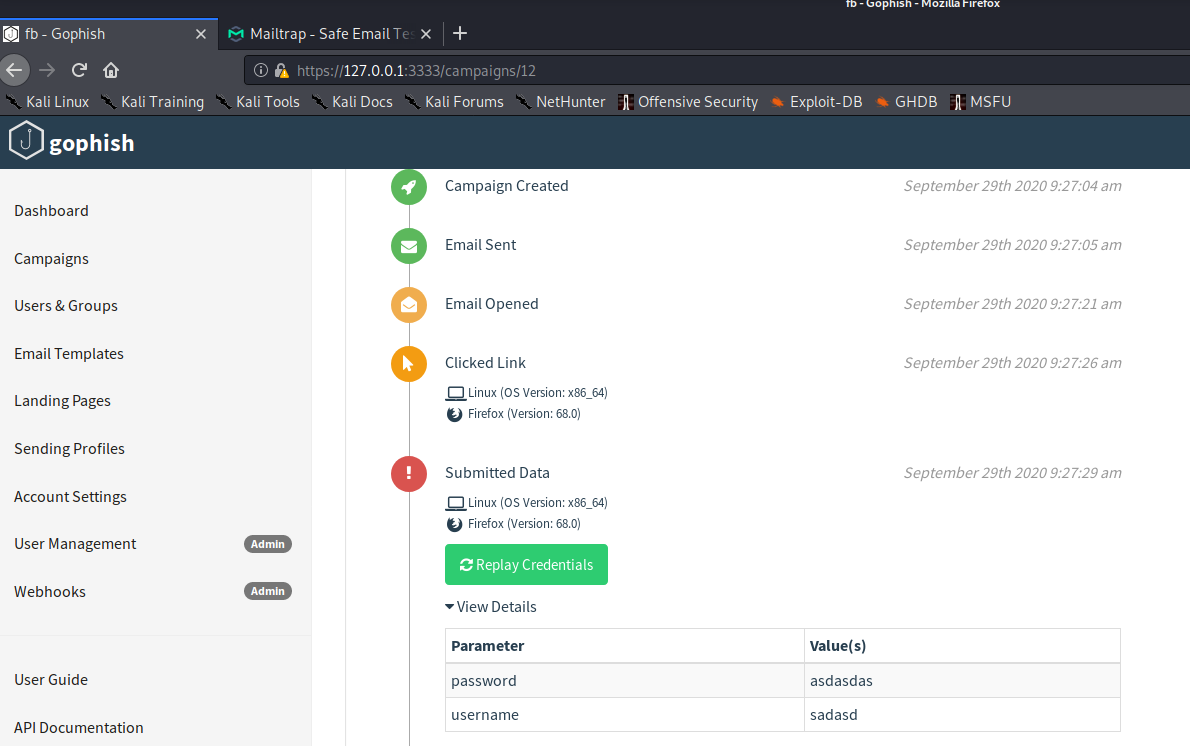 fb - Gophish - Mozilla Firefox
fb - Gophish
Mailtrap - Safe Email Tes
https://127.0.0.1:3333/campaigns/12
Kali Linux Kali Training Kali Tools Kali Docs Kali Forums NetHunter Offensive Security Exploit-DB GHDB MSFU
gophish
Dashboard
Campaigns
Users & Groups
Email Templates
Landing Pages
Sending Profiles
Account Settings
User Management Admin
Webhooks Admin
User Guide
API Documentation
Campaign Created September 29th 2020 9:27:04 am
Email Sent September 29th 2020 9:27:05 am
Email Opened September 29th 2020 9:27:21 am
Clicked Link September 29th 2020 9:27:26 am
Linux (OS Version: x86_64)
Firefox (Version: 68.0)
Submitted Data September 29th 2020 9:27:29 am
Linux (OS Version: x86_64)
Firefox (Version: 68.0)
Replay Credentials
View Details
Parameter Value(s)
password asdasdas
username sadasd